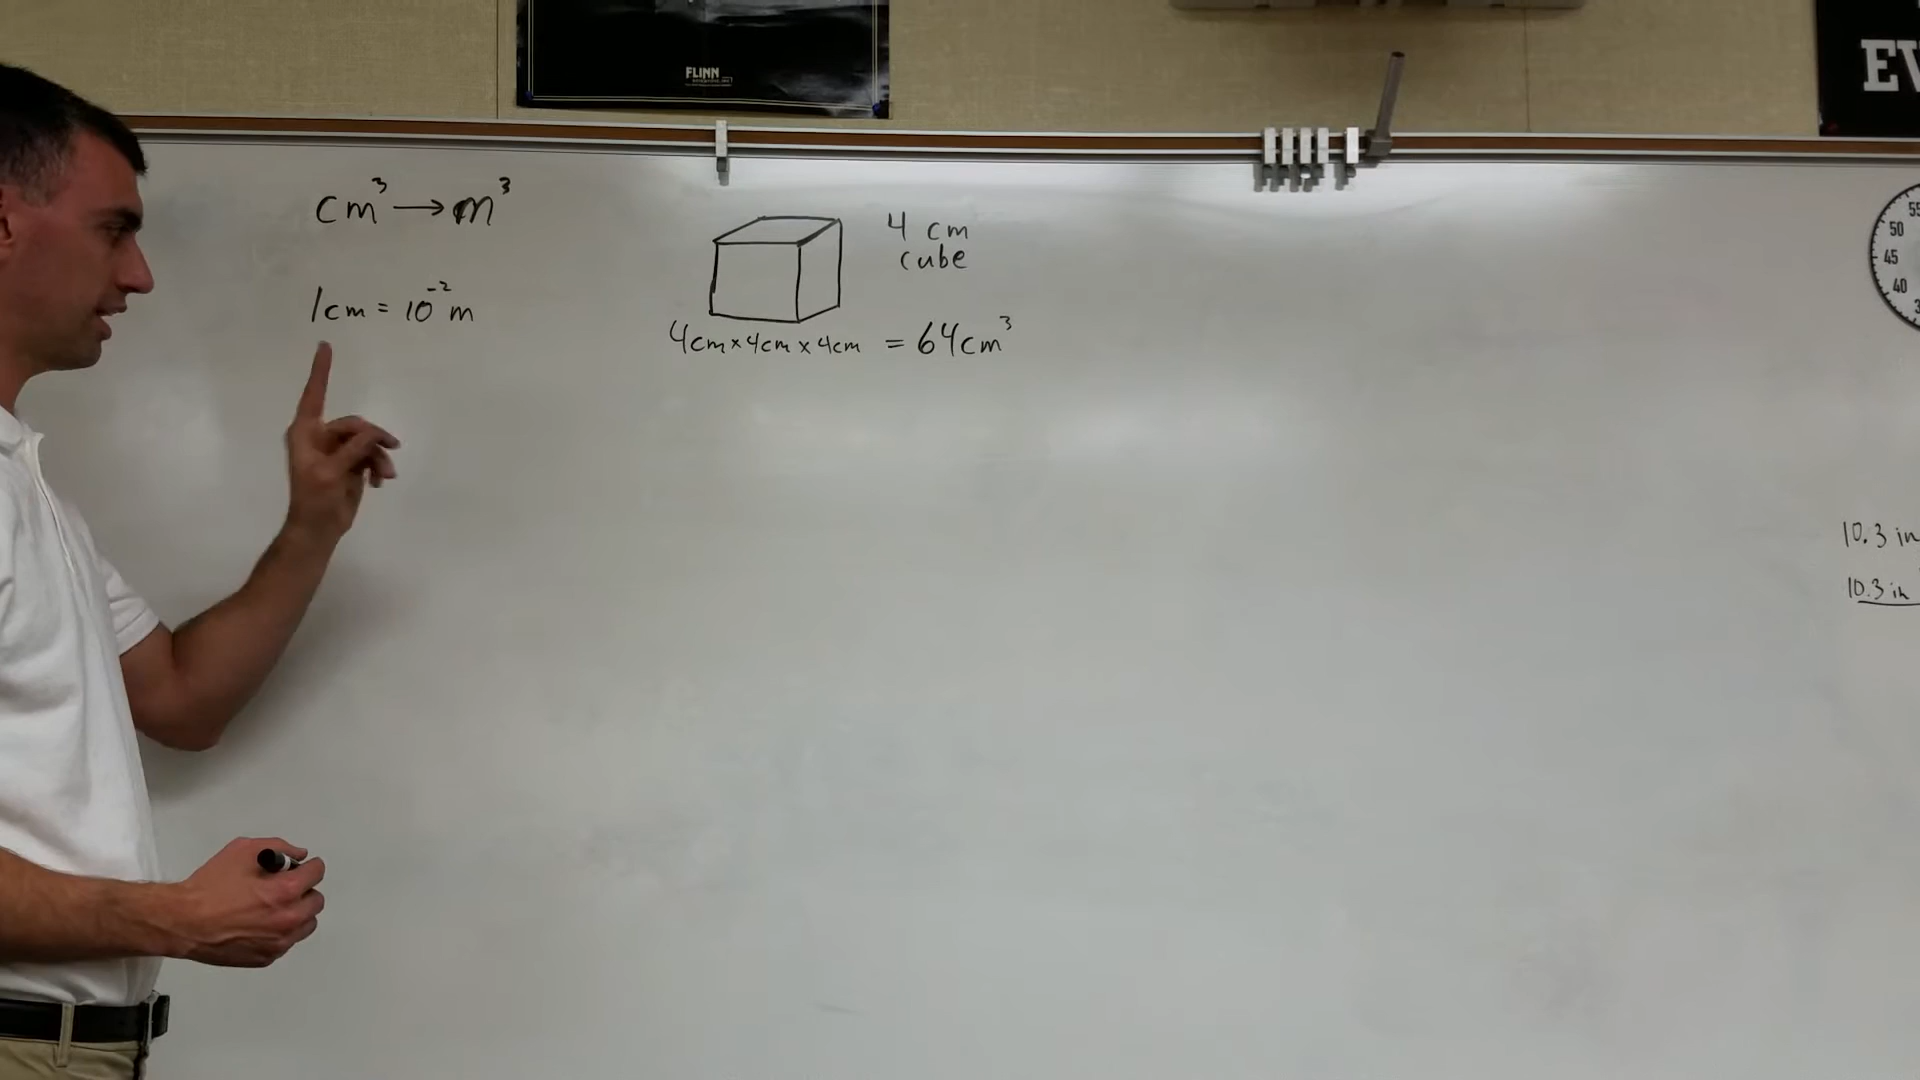 FLINN
EV
cm³ → m³
1cm = 10⁻² m
4 cm
cube
4cm x 4cm x 4cm = 64cm³
55
50
45
40
10.3 in
10.3 in